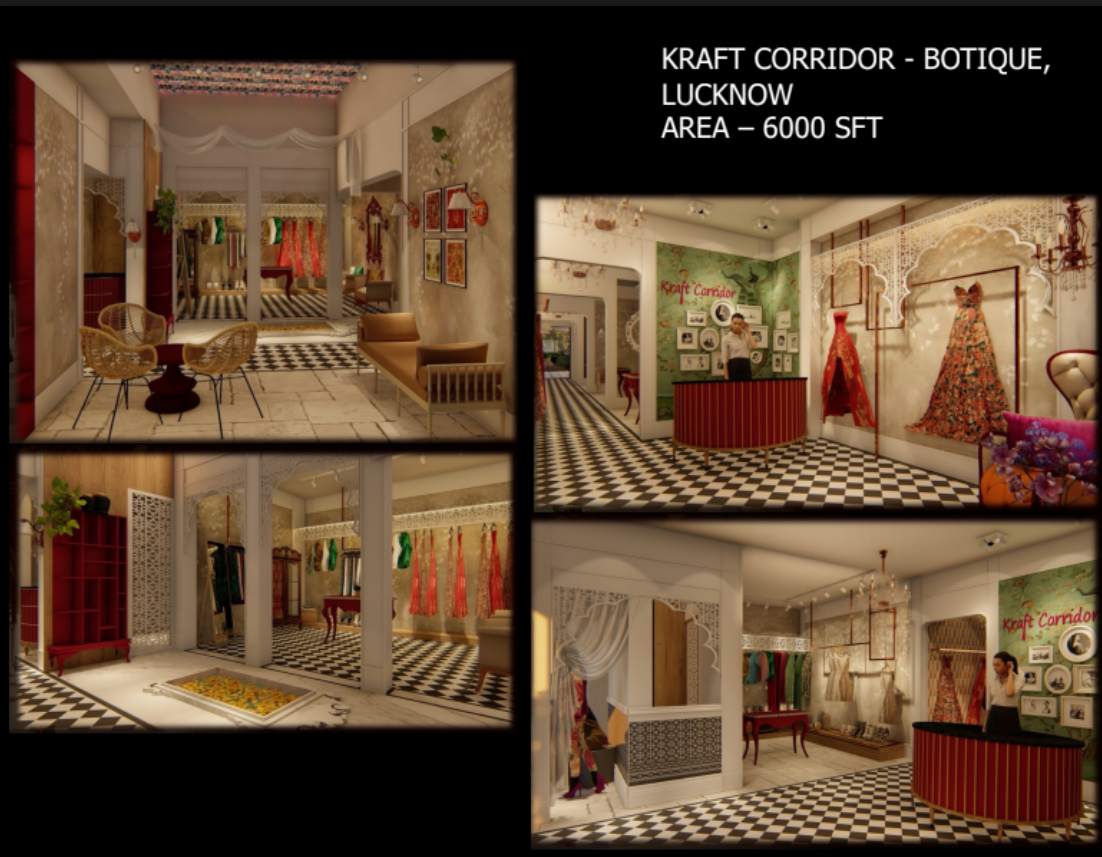 KRAFT CORRIDOR - BOTIQUE,
LUCKNOW
AREA – 6000 SFT
Kraft Corridor
Kraft Corridor